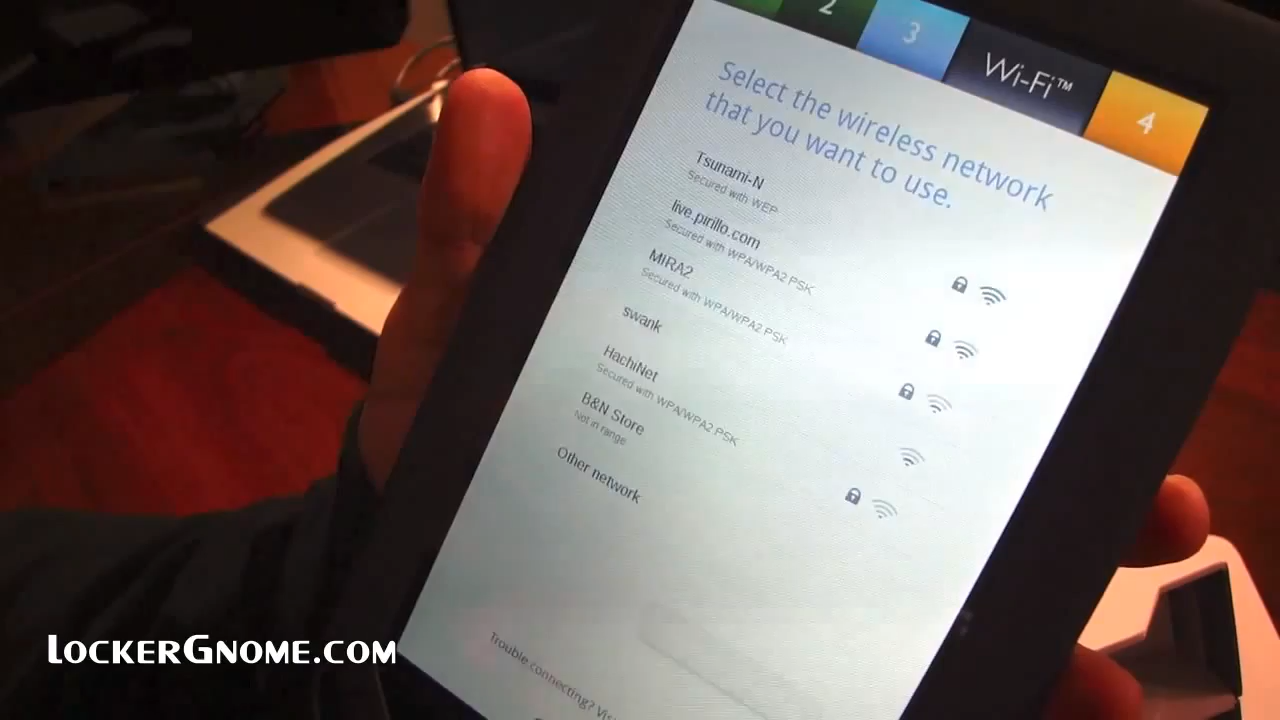 2
3
Wi-Fi™
4
Select the wireless network
that you want to use.
Tsunami-N
Secured with WEP
live.pirillo.com
Secured with WPA/WPA2 PSK
MIRA2
Secured with WPA/WPA2 PSK
swank
HachiNet
Secured with WPA/WPA2 PSK
B&N Store
Not in range
Other network
Trouble connecting?
LockerGnome.com